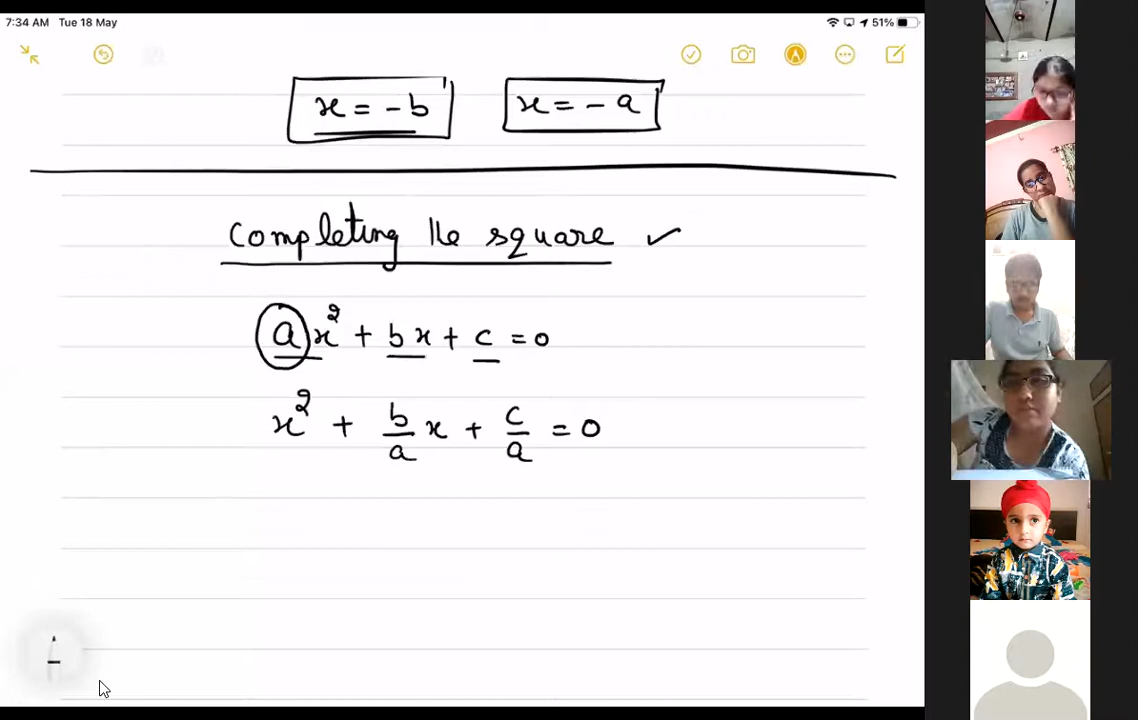 7:34 AM Tue 18 May 51%
x = -b x = -a
Completing the square ✓
ax² + bx + c = 0
x² + b/a x + c/a = 0